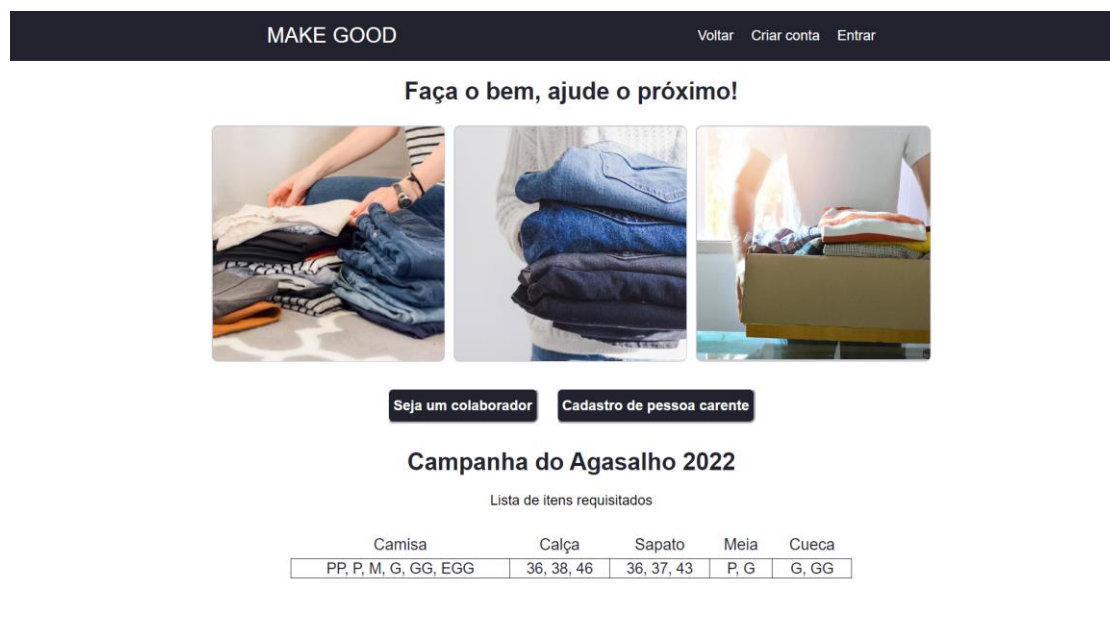 MAKE GOOD Voltar Criar conta Entrar
Faça o bem, ajude o próximo!
Seja um colaborador Cadastro de pessoa carente
Campanha do Agasalho 2022
Lista de itens requisitados
Camisa Calça Sapato Meia Cueca
PP, P, M, G, GG, EGG 36, 38, 46 36, 37, 43 P, G G, GG